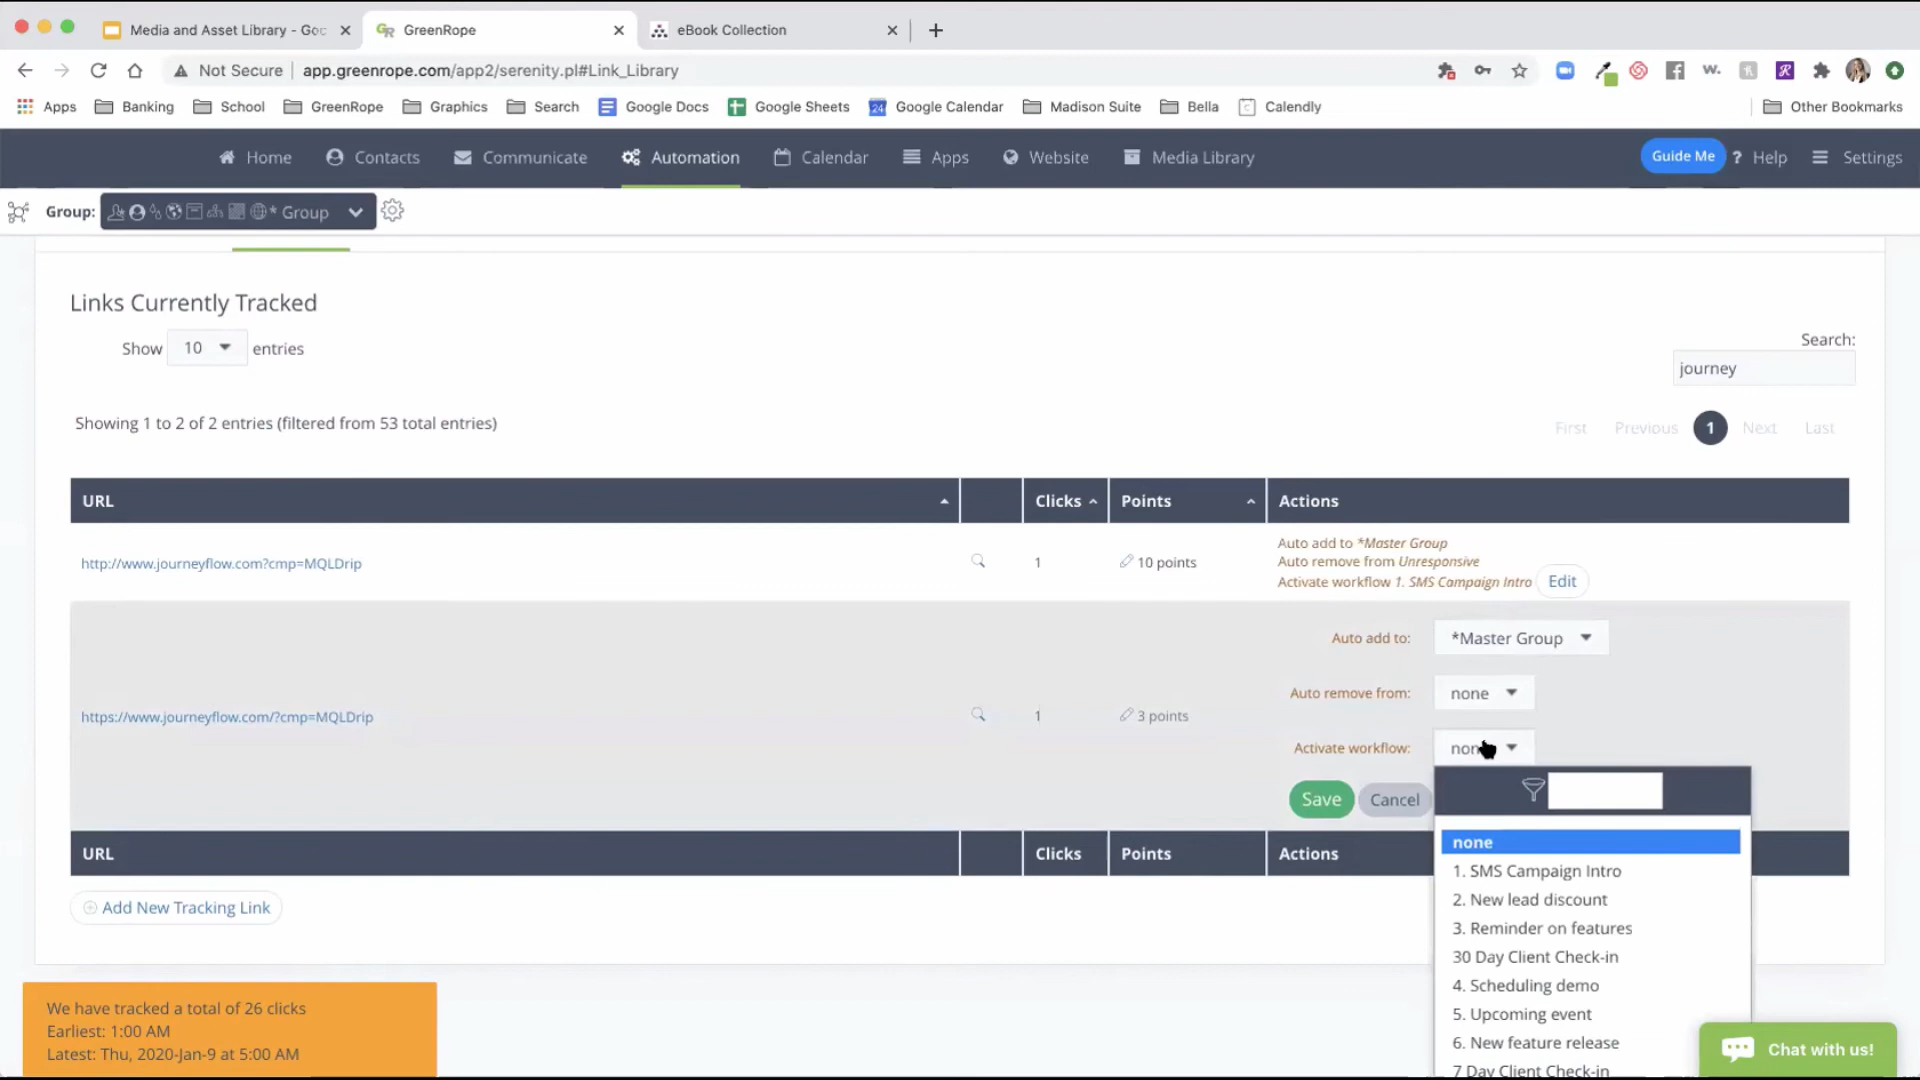 Media and Asset Library - Goo
GreenRope
eBook Collection
Not Secure
app.greenrope.com/app2/serenity.pl#Link_Library
Apps
Banking
School
GreenRope
Graphics
Search
Google Docs
Google Sheets
Google Calendar
Madison Suite
Bella
Calendly
Other Bookmarks
Home
Contacts
Communicate
Automation
Calendar
Apps
Website
Media Library
Guide Me
? Help
Settings
Group:
* Group
Links Currently Tracked
Show 10 entries
Search:
journey
Showing 1 to 2 of 2 entries (filtered from 53 total entries)
First Previous 1 Next Last
URL Clicks Points Actions
http://www.journeyflow.com?cmp=MQLDrip
1
10 points
Auto add to *Master Group
Auto remove from Unresponsive
Activate workflow 1. SMS Campaign Intro
Edit
https://www.journeyflow.com/?cmp=MQLDrip
1
3 points
Auto add to: *Master Group
Auto remove from: none
Activate workflow: none
Save Cancel
none
1. SMS Campaign Intro
2. New lead discount
3. Reminder on features
30 Day Client Check-in
4. Scheduling demo
5. Upcoming event
6. New feature release
7 Day Client Check-in
URL Clicks Points Actions
Add New Tracking Link
We have tracked a total of 26 clicks
Earliest: 1:00 AM
Latest: Thu, 2020-Jan-9 at 5:00 AM
Chat with us!